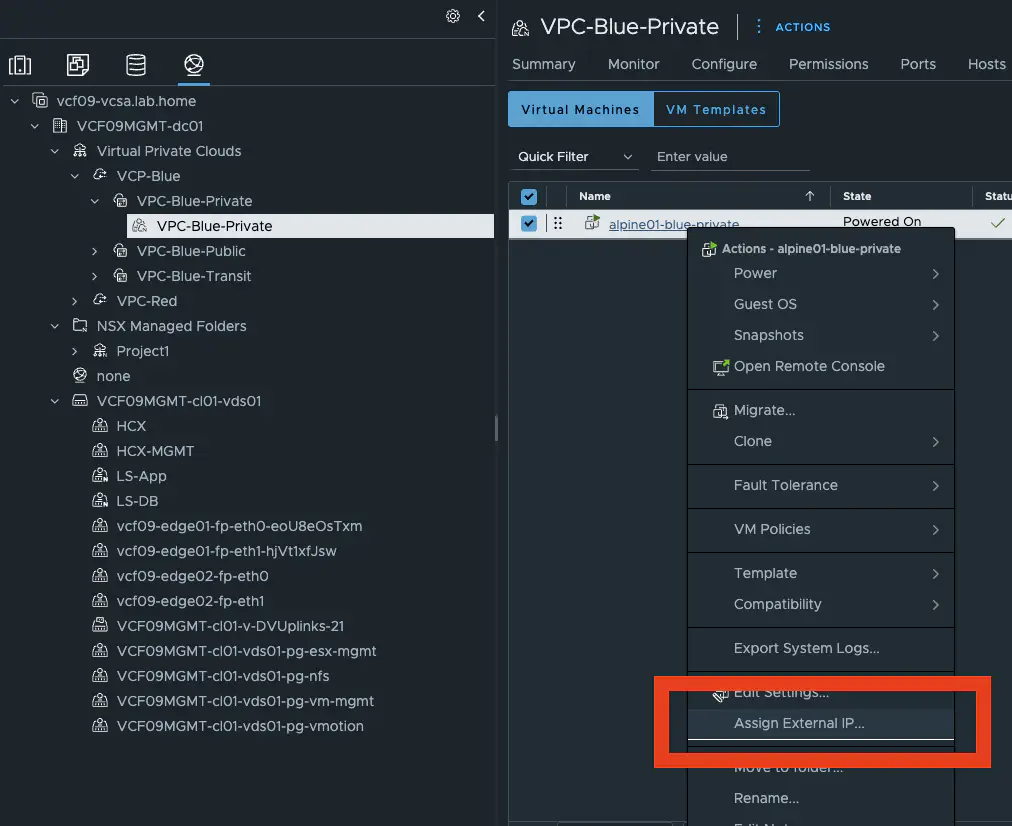 VPC-Blue-Private
ACTIONS
Summary Monitor Configure Permissions Ports Hosts
Virtual Machines VM Templates
Quick Filter Enter value
Name State Statu
alpine01-blue-private Powered On
vcf09-vcsa.lab.home
VCF09MGMT-dc01
Virtual Private Clouds
VCP-Blue
VPC-Blue-Private
VPC-Blue-Private
VPC-Blue-Public
VPC-Blue-Transit
VPC-Red
NSX Managed Folders
Project1
none
VCF09MGMT-cl01-vds01
HCX
HCX-MGMT
LS-App
LS-DB
vcf09-edge01-fp-eth0-eoU8eOsTxm
vcf09-edge01-fp-eth1-hjVt1xfJsw
vcf09-edge02-fp-eth0
vcf09-edge02-fp-eth1
VCF09MGMT-cl01-v-DVUplinks-21
VCF09MGMT-cl01-vds01-pg-esx-mgmt
VCF09MGMT-cl01-vds01-pg-nfs
VCF09MGMT-cl01-vds01-pg-vm-mgmt
VCF09MGMT-cl01-vds01-pg-vmotion
Actions - alpine01-blue-private
Power
Guest OS
Snapshots
Open Remote Console
Migrate...
Clone
Fault Tolerance
VM Policies
Template
Compatibility
Export System Logs...
Edit Settings...
Assign External IP...
Move to folder...
Rename...